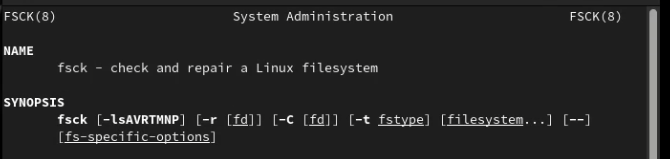 FSCK(8) System Administration FSCK(8)
NAME
fsck - check and repair a Linux filesystem
SYNOPSIS
fsck [-lsAVRTMNP] [-r [fd]] [-C [fd]] [-t fstype] [filesystem...] [--]
[fs-specific-options]